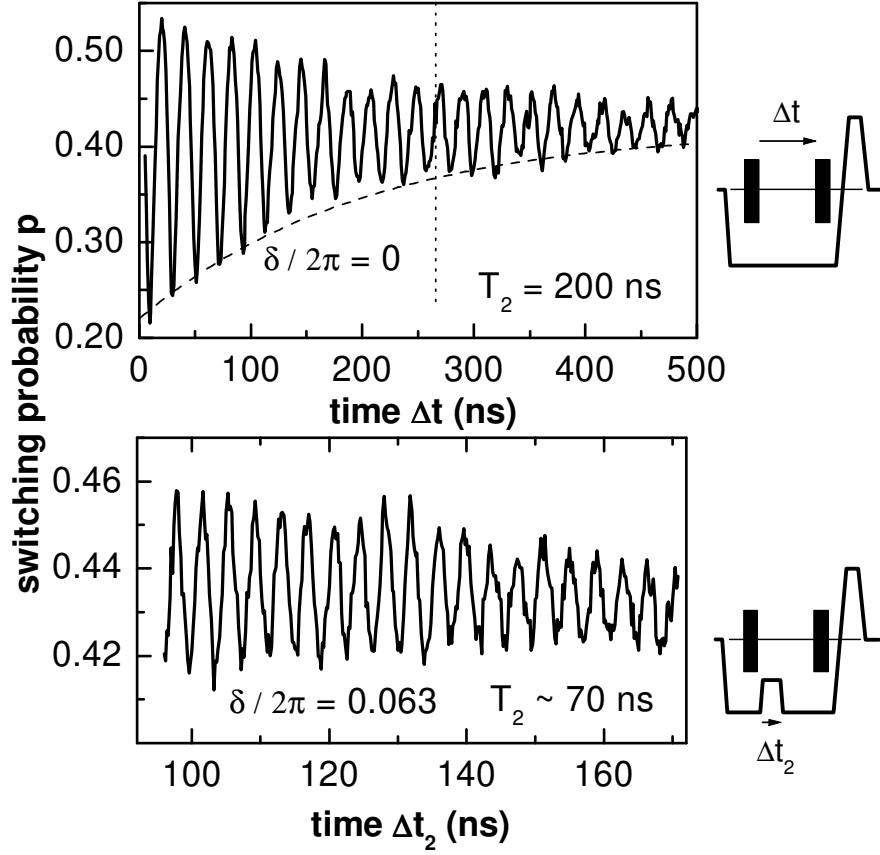 switching probability p
0.50
0.40
0.30
0.20
δ / 2π = 0
T₂ = 200 ns
0 100 200 300 400 500
time Δt (ns)
Δt
0.46
0.44
0.42
δ / 2π = 0.063 T₂ ~ 70 ns
100 120 140 160
time Δt₂ (ns)
Δt₂